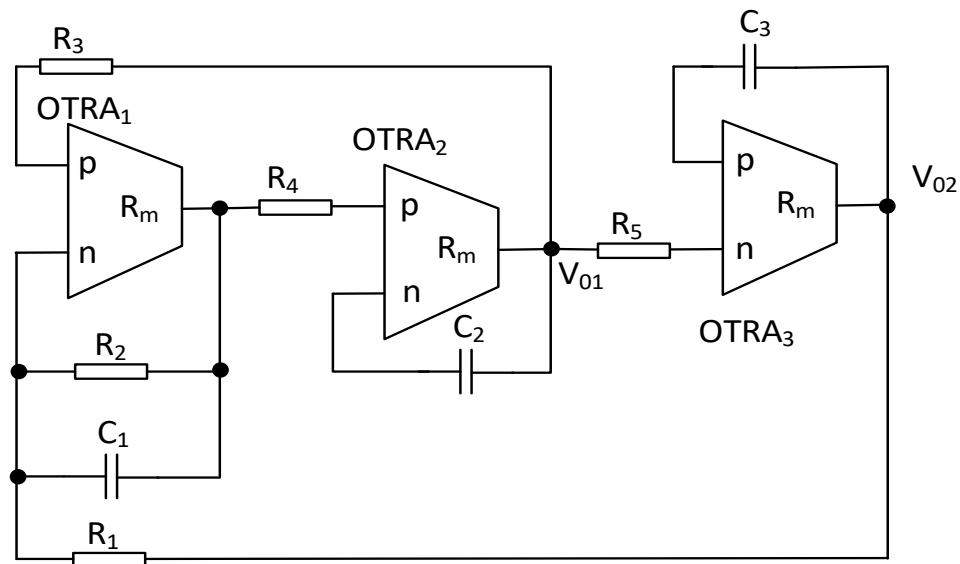 R₃
C₃
OTRA₁
OTRA₂
p
p
R₄
Rₘ
p
Rₘ
V₀₂
n
R₅
n
Rₘ
n
V₀₁
C₂
OTRA₃
R₂
C₁
R₁